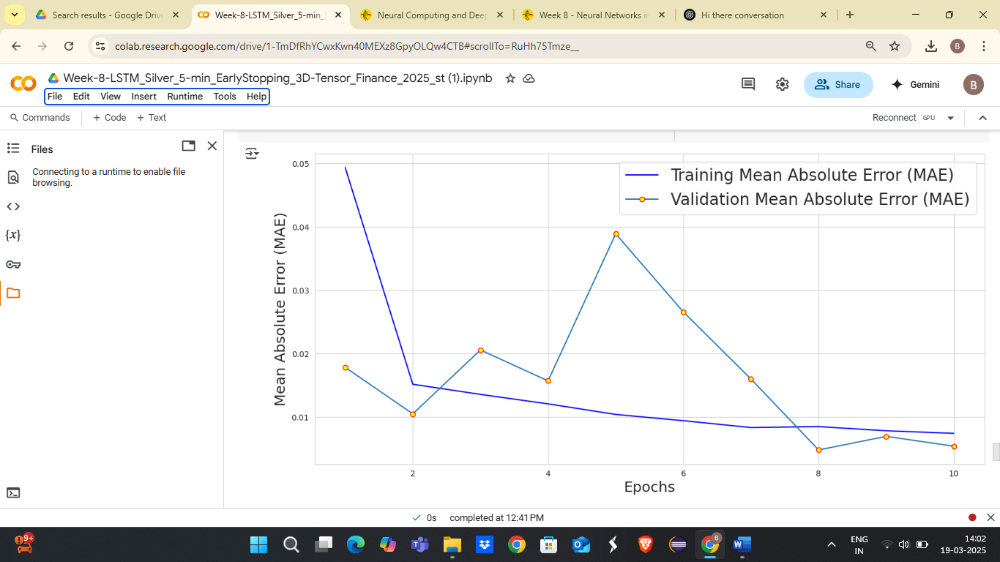 Search results - Google Drive
Week-8-LSTM_Silver_5-min_
Neural Computing and Deep
Week 8 - Neural Networks in
Hi there conversation
colab.research.google.com/drive/1-TmDfRhYCwxKwn40MEXz8GpyOLQw4CTB#scrollTo=RuHh75Tmze__
B
Week-8-LSTM_Silver_5-min_EarlyStopping_3D-Tensor_Finance_2025_st (1).ipynb
File Edit View Insert Runtime Tools Help
Share
Gemini
B
Commands
+ Code + Text
Reconnect GPU
Files
Connecting to a runtime to enable file
browsing.
{x}
0.05
0.04
0.03
0.02
0.01
Mean Absolute Error (MAE)
Training Mean Absolute Error (MAE)
Validation Mean Absolute Error (MAE)
2 4 6 8 10
Epochs
0s completed at 12:41 PM
9+
B
ENG
IN
14:02
19-03-2025